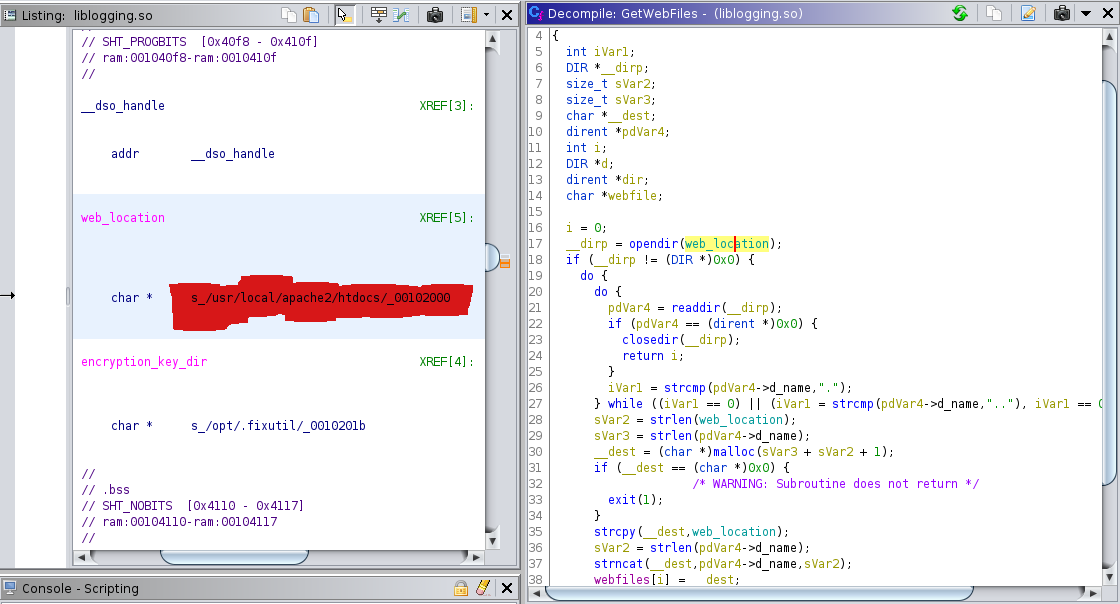 Listing: liblogging.so
//
// SHT_PROGBITS [0x40f8 - 0x410f]
// ram:001040f8-ram:0010410f
//
__dso_handle XREF[3]:
addr __dso_handle
web_location XREF[5]:
char * s_/usr/local/apache2/htdocs/_00102000
encryption_key_dir XREF[4]:
char * s_/opt/.fixutil/_0010201b
//
// .bss
// SHT_NOBITS [0x4110 - 0x4117]
// ram:00104110-ram:00104117
//
Console - Scripting
Decompile: GetWebFiles - (liblogging.so)
4 {
5 int iVar1;
6 DIR *__dirp;
7 size_t sVar2;
8 size_t sVar3;
9 char *__dest;
10 dirent *pdVar4;
11 int i;
12 DIR *d;
13 dirent *dir;
14 char *webfile;
15
16 i = 0;
17 __dirp = opendir(web_location);
18 if (__dirp != (DIR *)0x0) {
19 do {
20 do {
21 pdVar4 = readdir(__dirp);
22 if (pdVar4 == (dirent *)0x0) {
23 closedir(__dirp);
24 return i;
25 }
26 iVar1 = strcmp(pdVar4->d_name,".");
27 } while ((iVar1 == 0) || (iVar1 = strcmp(pdVar4->d_name,".."), iVar1 ==
28 sVar2 = strlen(web_location);
29 sVar3 = strlen(pdVar4->d_name);
30 __dest = (char *)malloc(sVar3 + sVar2 + 1);
31 if (__dest == (char *)0x0) {
32 /* WARNING: Subroutine does not return */
33 exit(1);
34 }
35 strcpy(__dest,web_location);
36 sVar2 = strlen(pdVar4->d_name);
37 strncat(__dest,pdVar4->d_name,sVar2);
38 webfiles[i] = __dest;